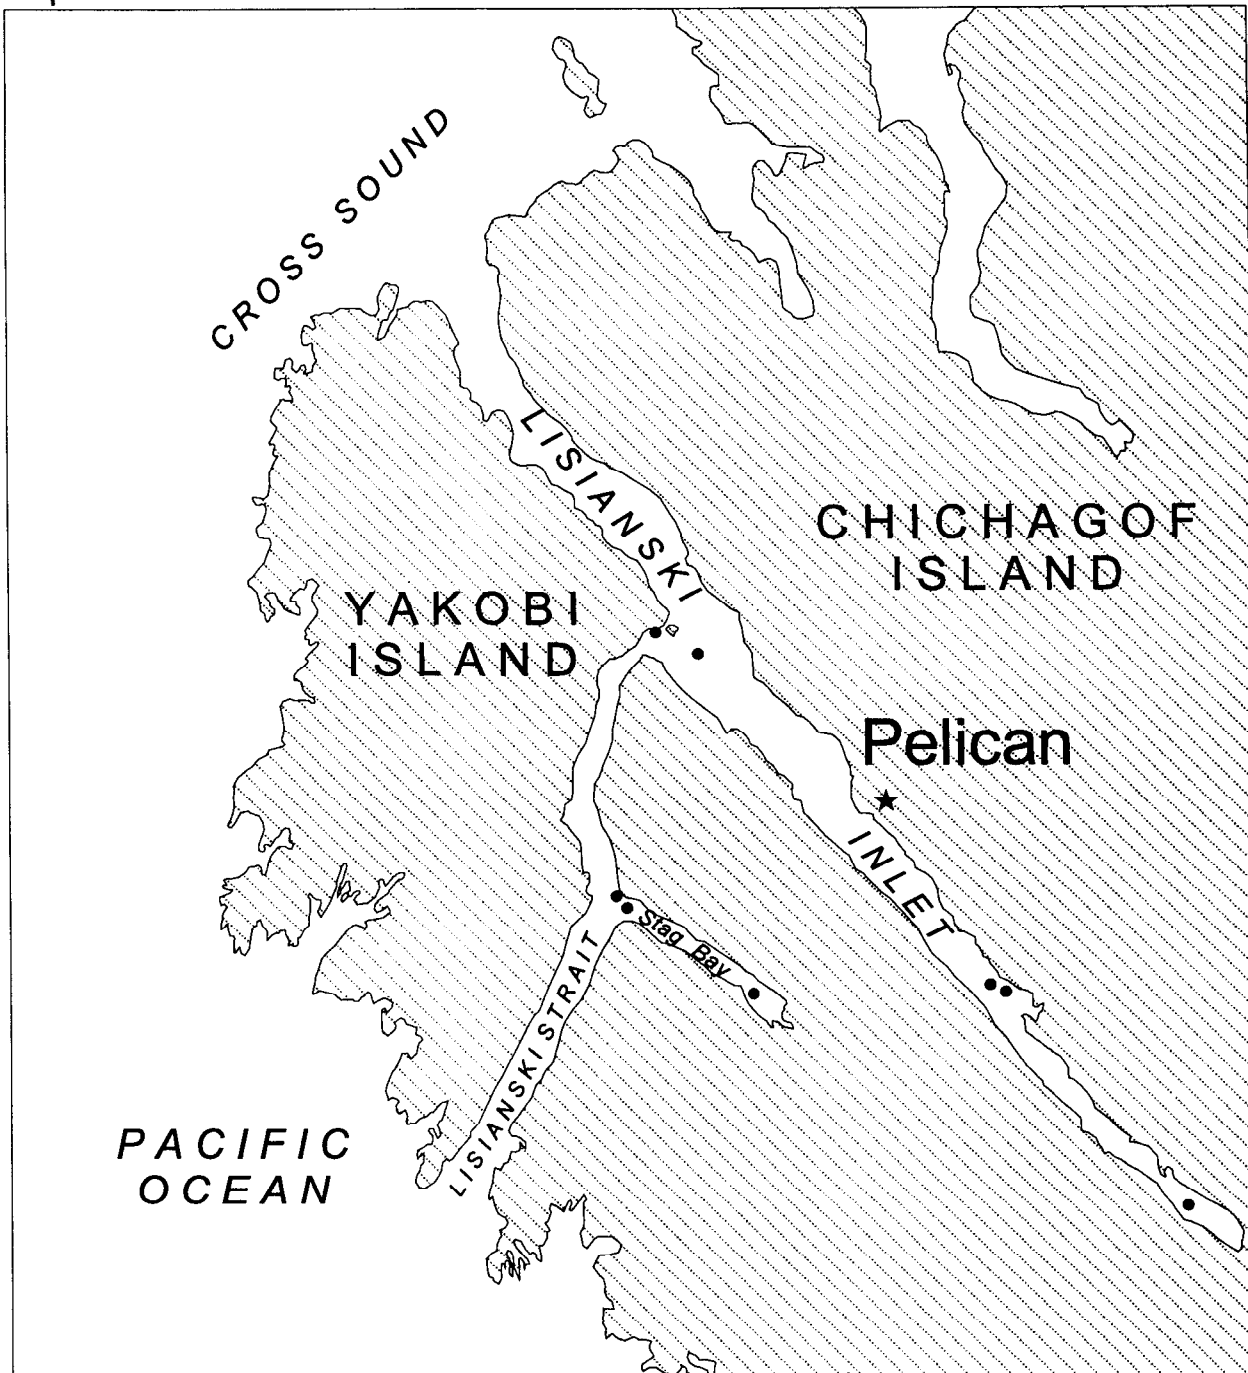 CROSS SOUND
LISIANSKI
CHICHAGOF
ISLAND
YAKOBI
ISLAND
Pelican
INLET
Stag Bay
LISIANSKI STRAIT
PACIFIC
OCEAN